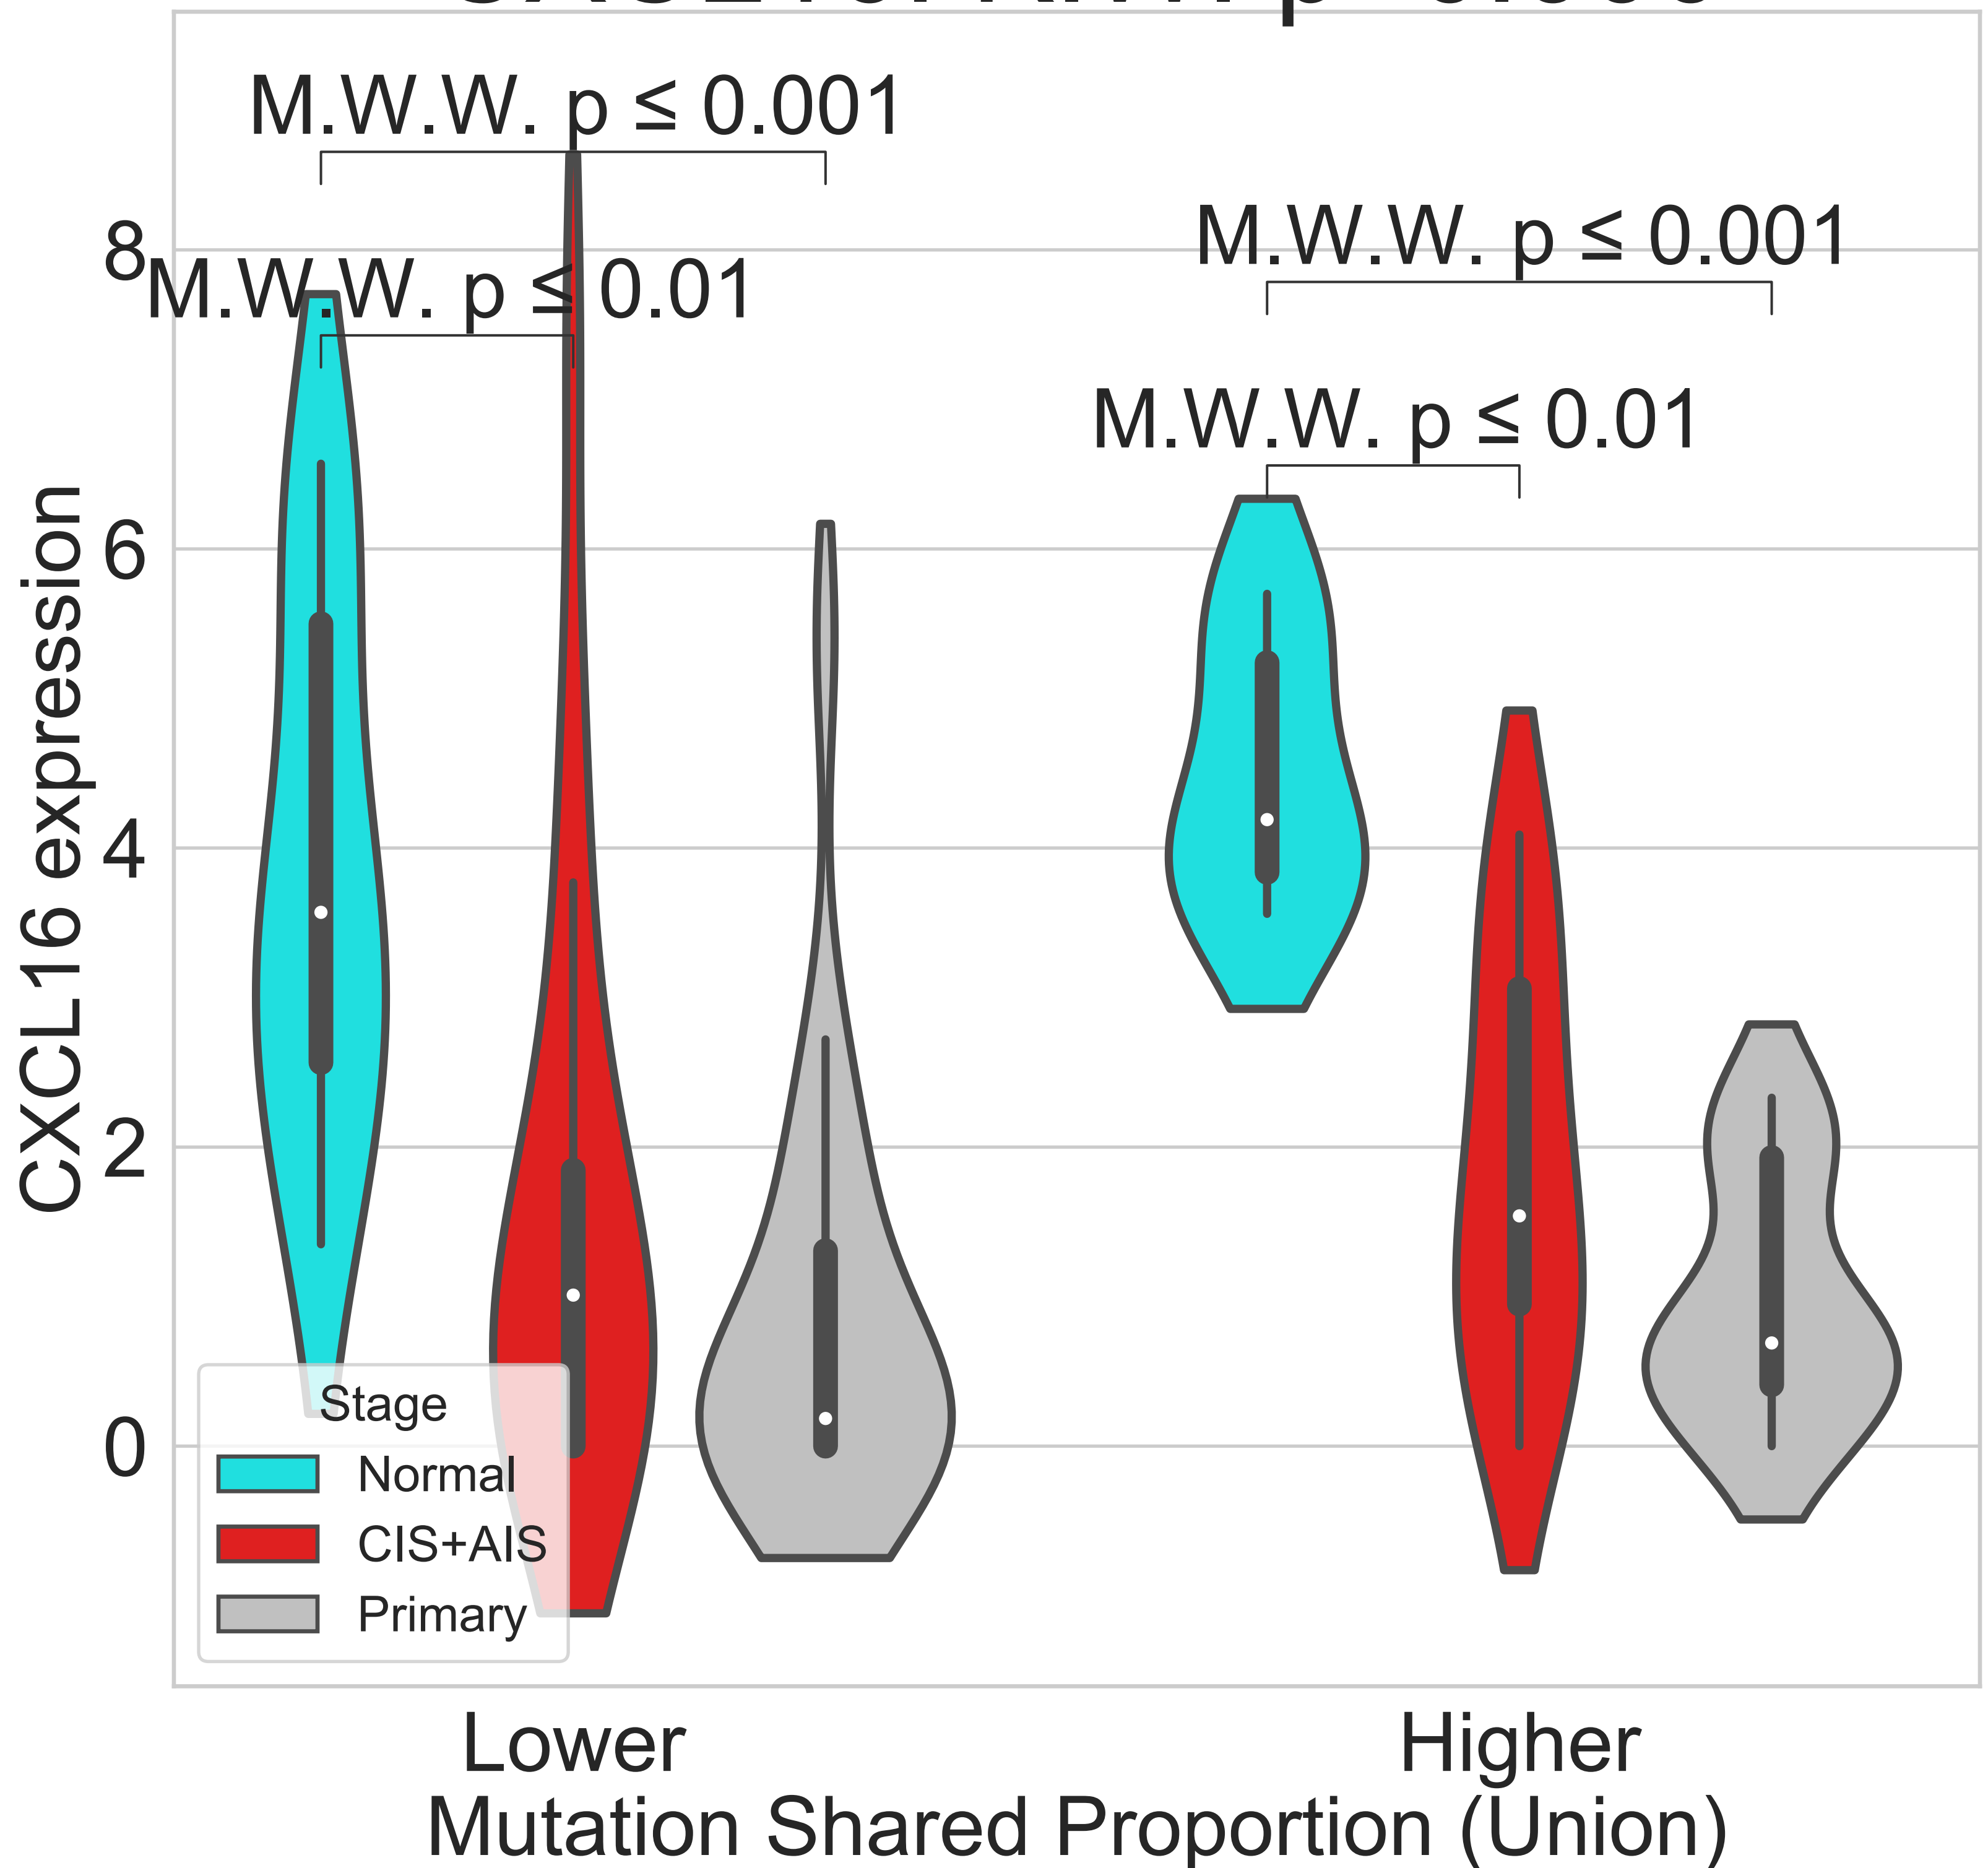 M.W.W. p ≤ 0.001
M.W.W. p ≤ 0.001
M.W.W. p ≤ 0.01
M.W.W. p ≤ 0.01
8
6
4
2
0
CXCL16 expression
Stage
Normal
CIS+AIS
Primary
Lower
Higher
Mutation Shared Proportion (Union)